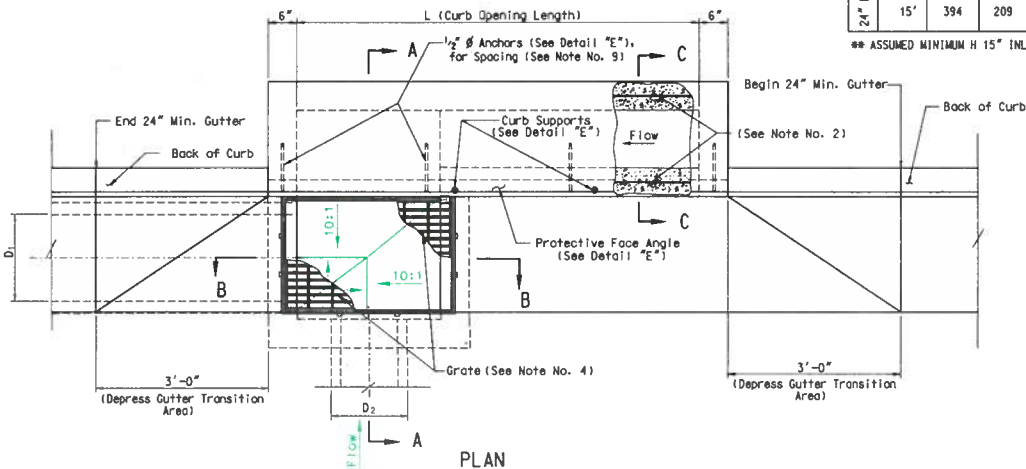 6"
L (Curb Opening Length)
6"
24"
15'
394
209
** ASSUMED MINIMUM H 15" INL
A
1/2" Ø Anchors (See Detail "E"),
for Spacing (See Note No. 9)
C
Begin 24" Min. Gutter
End 24" Min. Gutter
Curb Supports
(See Detail "E")
Flow
(See Note No. 2)
Back of Curb
Back of Curb
C
D1
10:1
Protective Face Angle
(See Detail "E")
B
10:1
B
Grate (See Note No. 4)
3'-0"
(Depress Gutter Transition
Area)
3'-0"
(Depress Gutter Transition
Area)
D2
A
Flow
PLAN